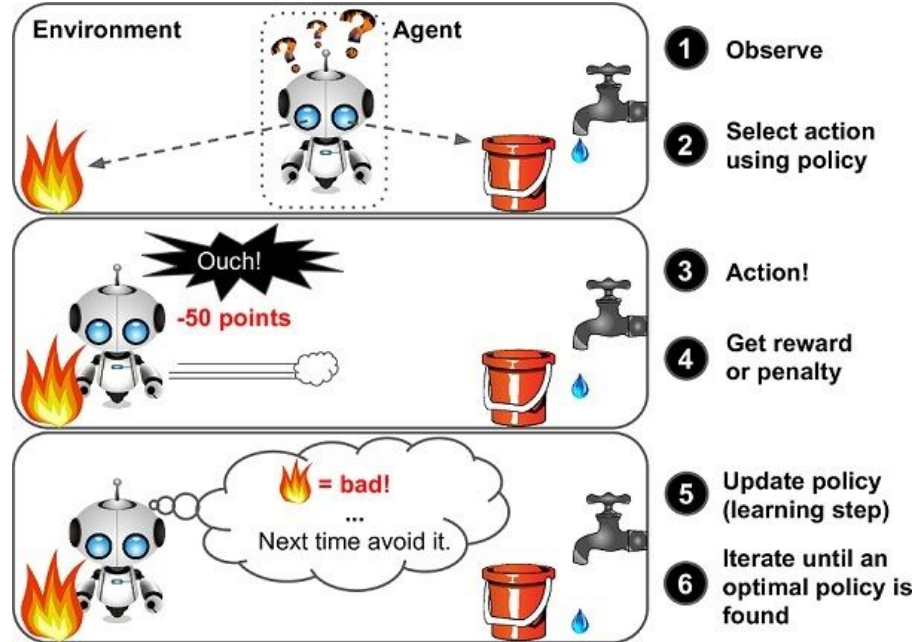 Environment
Agent
? ? ?
1 Observe
2 Select action
using policy
Ouch!
-50 points
3 Action!
4 Get reward
or penalty
= bad!
...
Next time avoid it.
5 Update policy
(learning step)
6 Iterate until an
optimal policy is
found